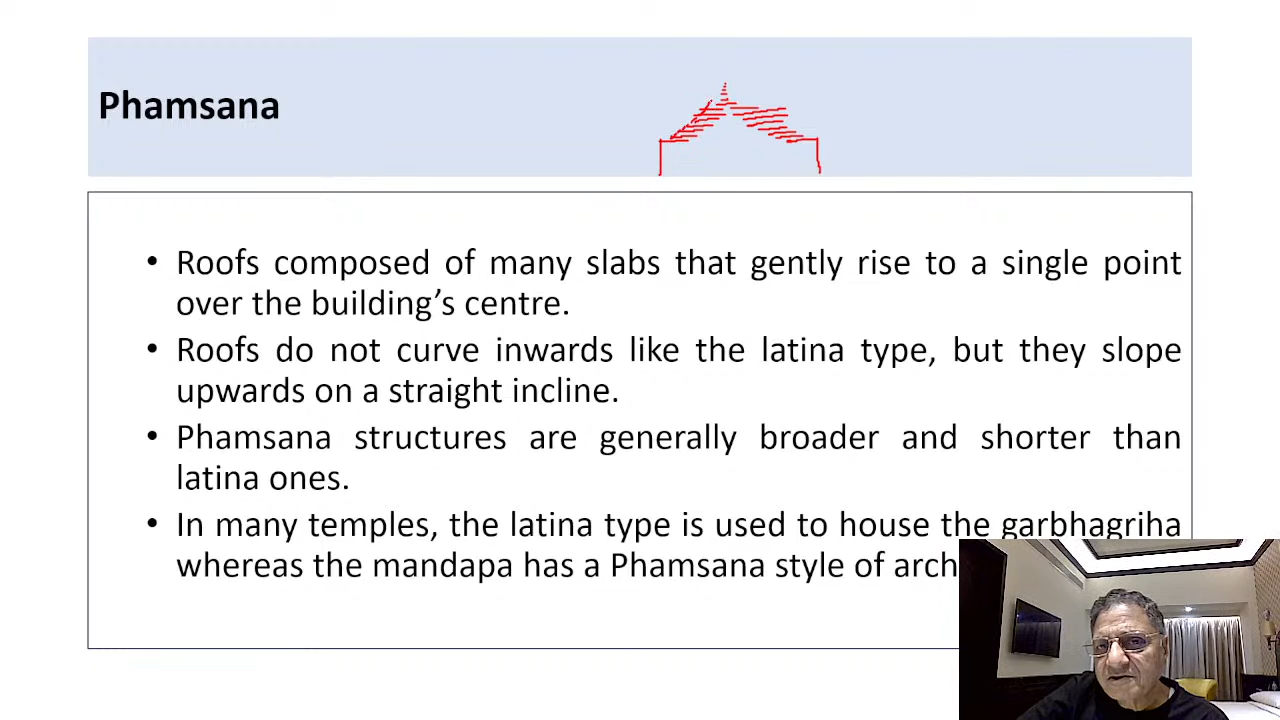 Phamsana
• Roofs composed of many slabs that gently rise to a single point
over the building’s centre.
• Roofs do not curve inwards like the latina type, but they slope
upwards on a straight incline.
• Phamsana structures are generally broader and shorter than
latina ones.
• In many temples, the latina type is used to house the garbhagriha
whereas the mandapa has a Phamsana style of arch